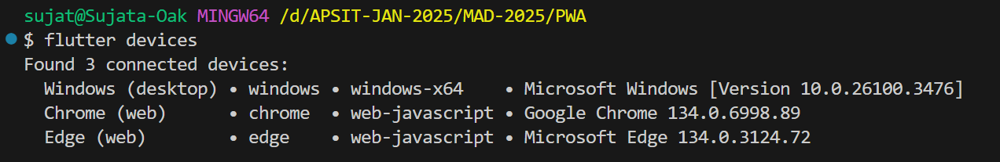 sujat@Sujata-Oak MINGW64 /d/APSIT-JAN-2025/MAD-2025/PWA
$ flutter devices
Found 3 connected devices:
  Windows (desktop) • windows • windows-x64    • Microsoft Windows [Version 10.0.26100.3476]
  Chrome (web)      • chrome  • web-javascript • Google Chrome 134.0.6998.89
  Edge (web)        • edge    • web-javascript • Microsoft Edge 134.0.3124.72